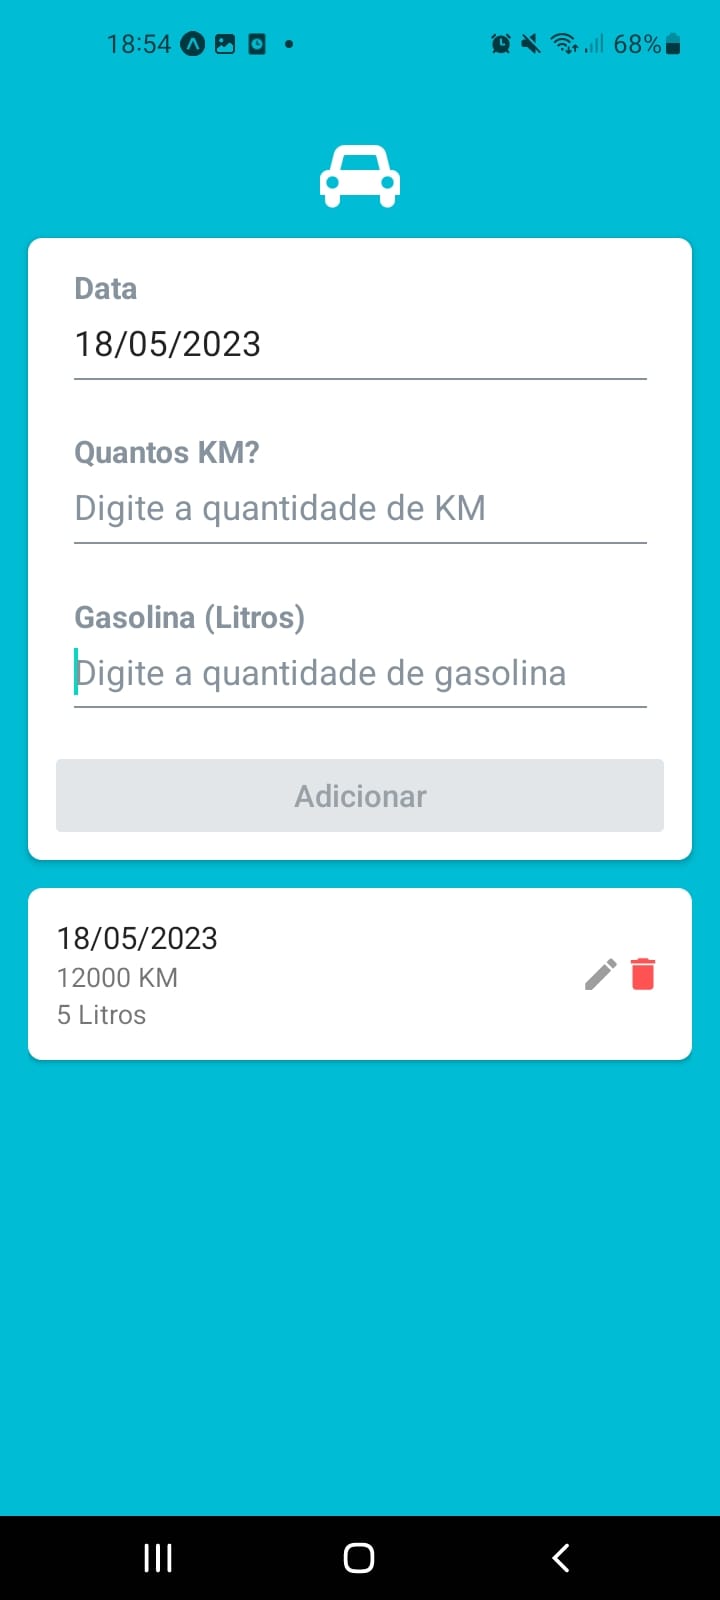 18:54
68%
Data
18/05/2023
Quantos KM?
Digite a quantidade de KM
Gasolina (Litros)
Digite a quantidade de gasolina
Adicionar
18/05/2023
12000 KM
5 Litros